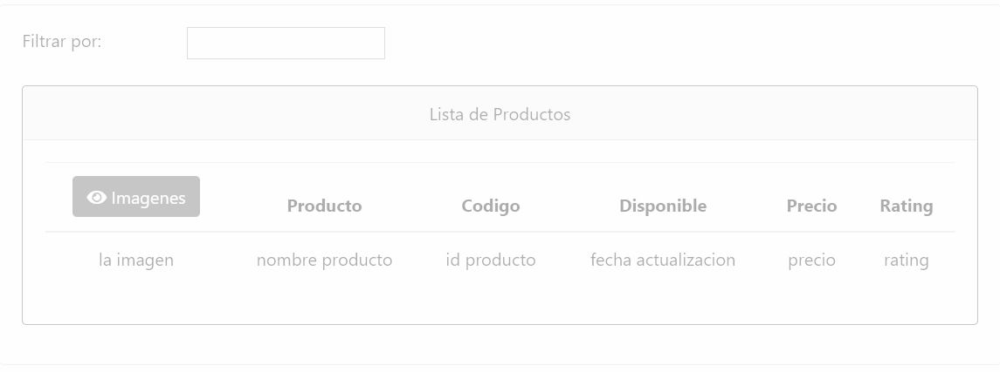 Filtrar por:
Lista de Productos
Imagenes Producto Codigo Disponible Precio Rating
la imagen nombre producto id producto fecha actualizacion precio rating